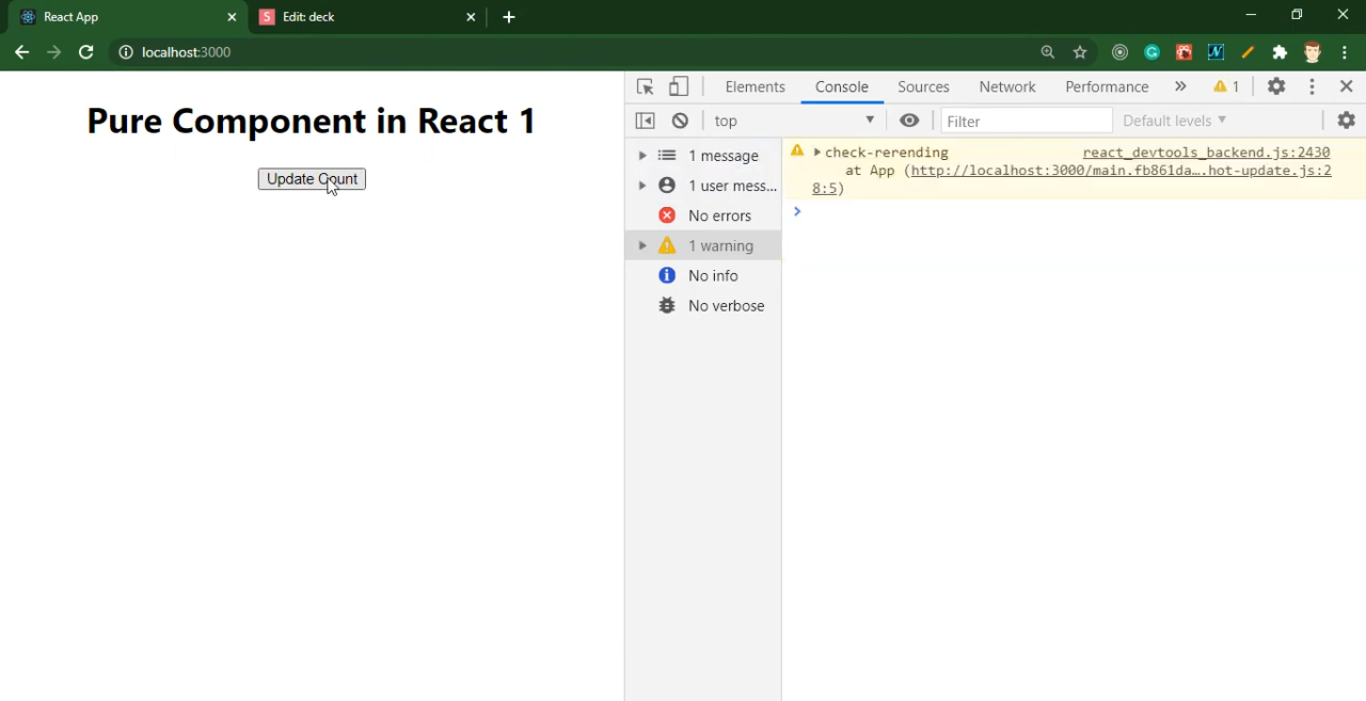 React App
S
Edit: deck
localhost:3000
Elements
Console
Sources
Network
Performance
1
top
Filter
Default levels
Pure Component in React 1
Update Count
1 message
1 user mess...
No errors
1 warning
No info
No verbose
check-rerending react_devtools_backend.js:2430
at App (http://localhost:3000/main.fb861da….hot-update.js:2
8:5)